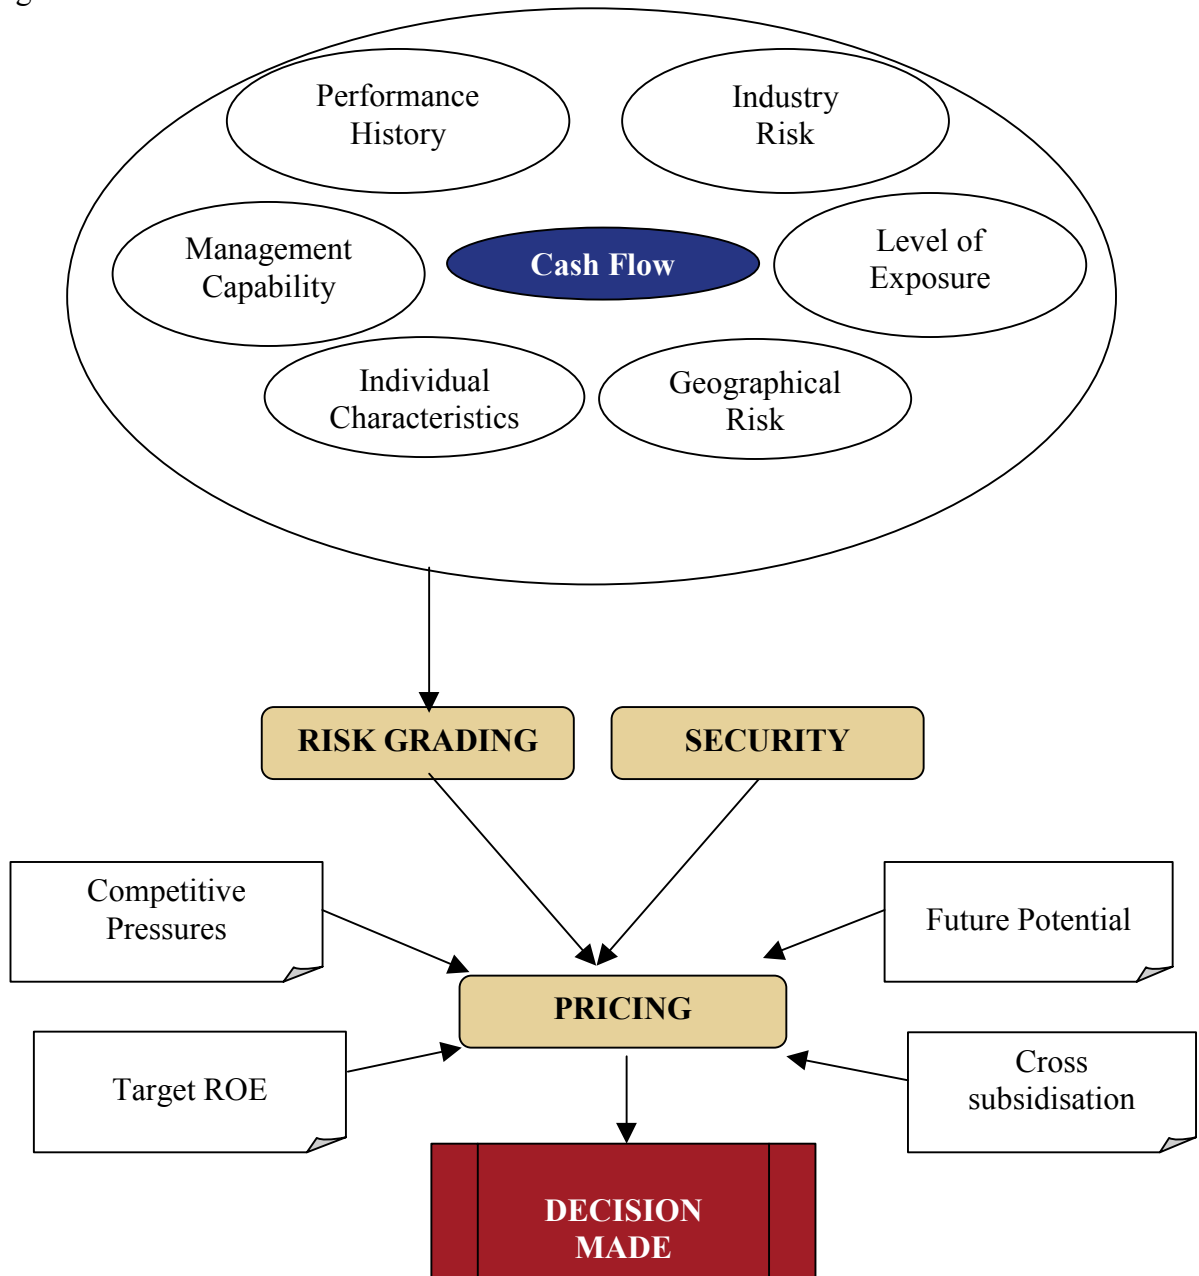 Performance
History
Industry
Risk
Management
Capability
Cash Flow
Level of
Exposure
Individual
Characteristics
Geographical
Risk
RISK GRADING
SECURITY
Competitive
Pressures
Future Potential
PRICING
Target ROE
Cross
subsidisation
DECISION
MADE